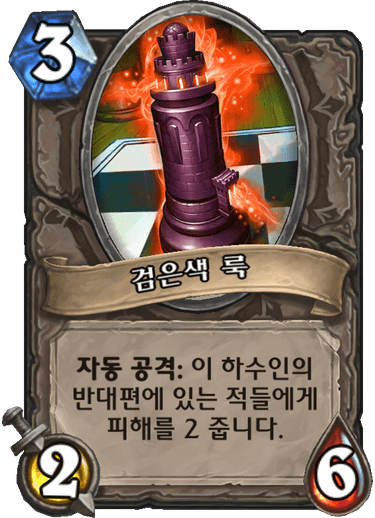 3
검은색 룩
자동 공격: 이 하수인의
반대편에 있는 적들에게
피해를 2 줍니다.
2
6